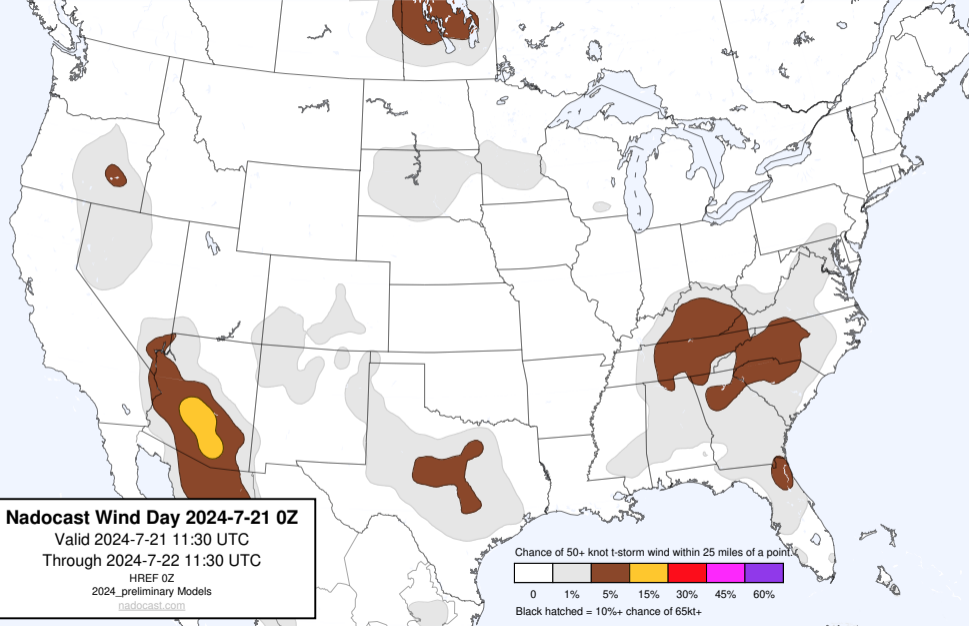 Nadocast Wind Day 2024-7-21 0Z
Valid 2024-7-21 11:30 UTC
Through 2024-7-22 11:30 UTC
HREF 0Z
2024_preliminary Models
nadocast.com
Chance of 50+ knot t-storm wind within 25 miles of a point.
0 1% 5% 15% 30% 45% 60%
Black hatched = 10%+ chance of 65kt+